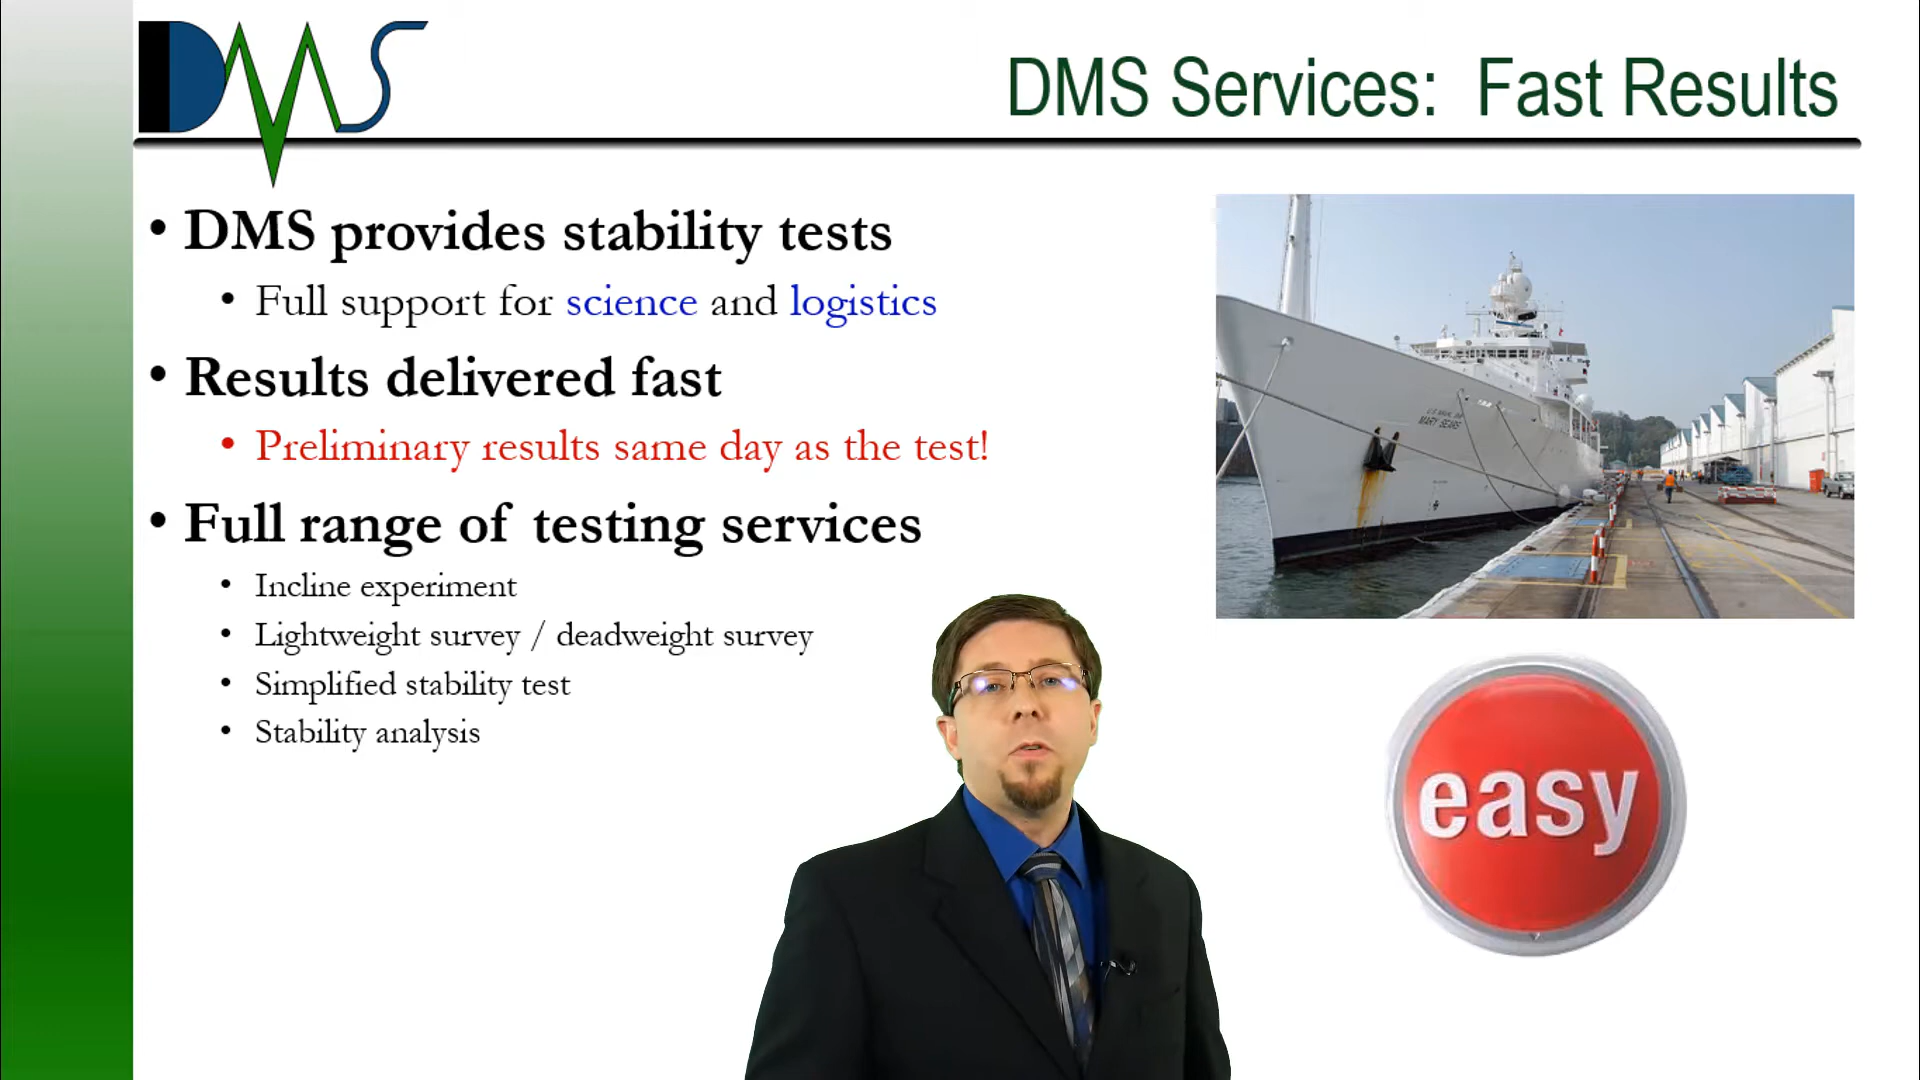 DMS
DMS Services: Fast Results
• DMS provides stability tests
• Full support for science and logistics
• Results delivered fast
• Preliminary results same day as the test!
• Full range of testing services
• Incline experiment
• Lightweight survey / deadweight survey
• Simplified stability test
• Stability analysis
MARY SEARS
easy